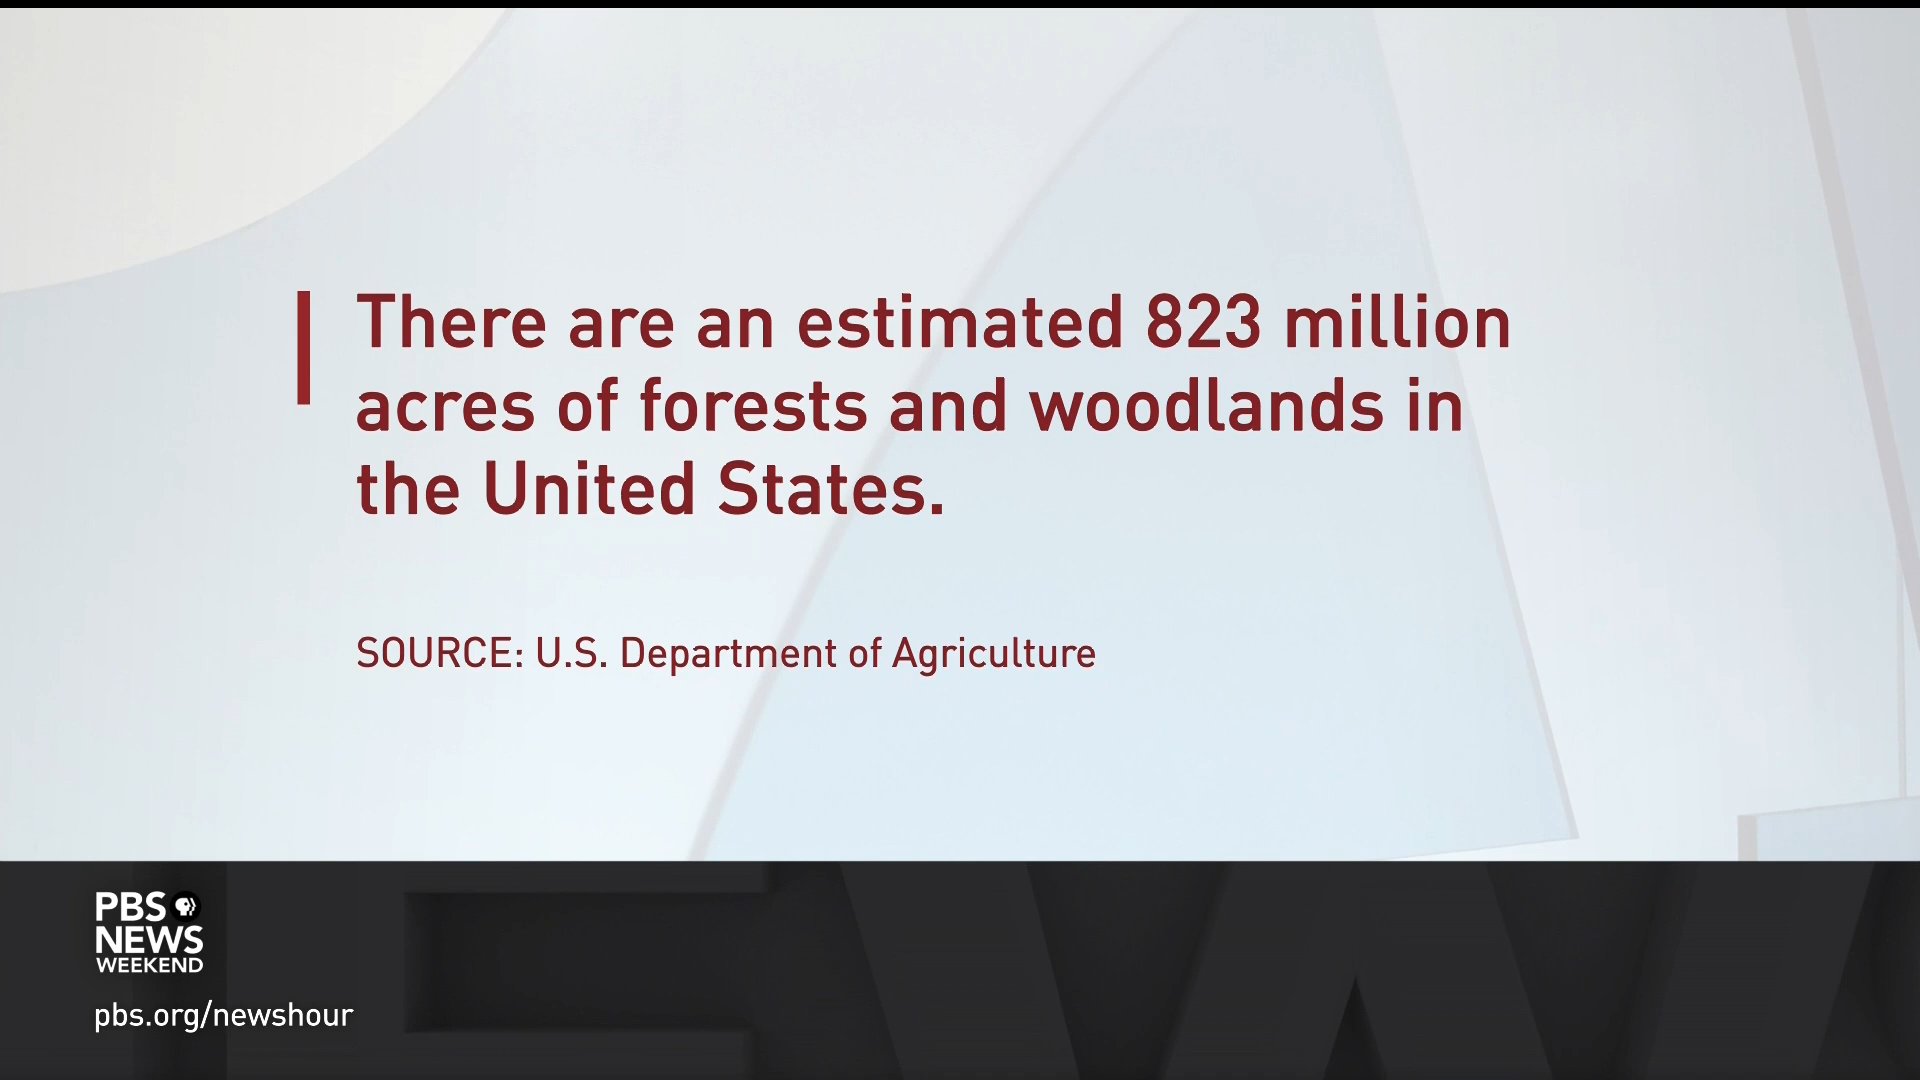 There are an estimated 823 million
acres of forests and woodlands in
the United States.
SOURCE: U.S. Department of Agriculture
PBS
NEWS
WEEKEND
pbs.org/newshour